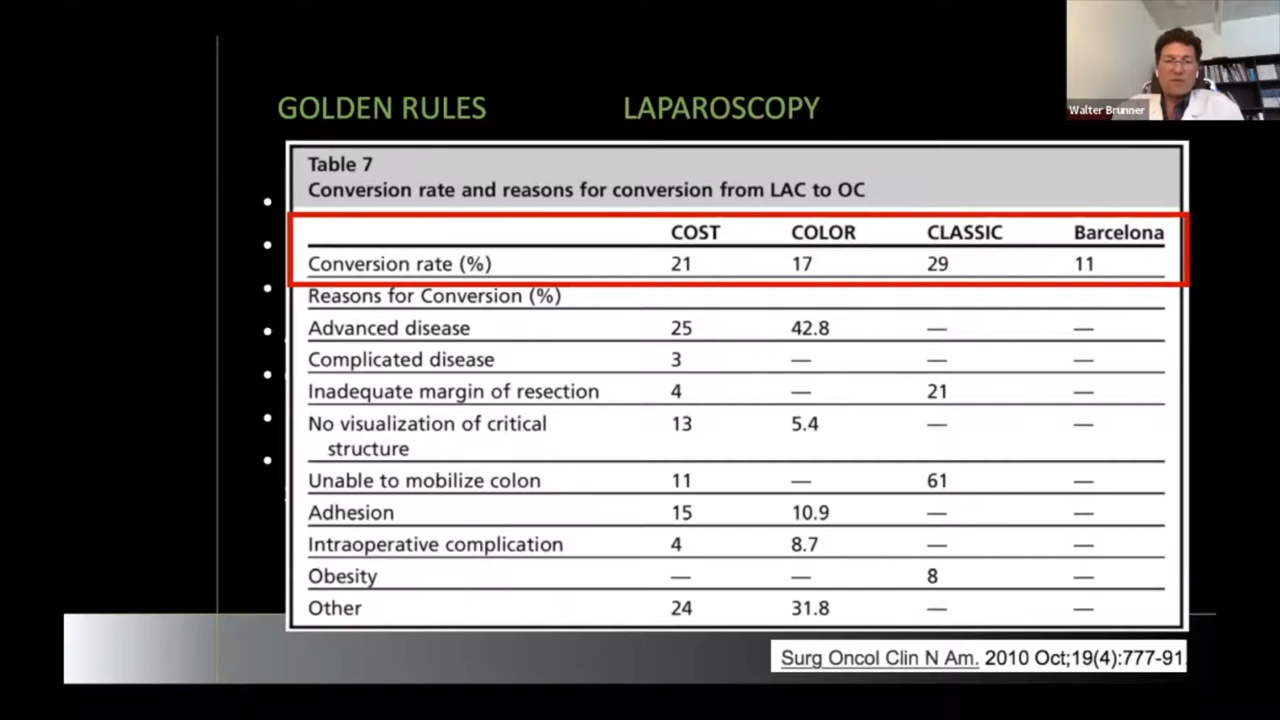 Walter Brunner
GOLDEN RULES LAPAROSCOPY
Table 7
Conversion rate and reasons for conversion from LAC to OC
COST COLOR CLASSIC Barcelona
Conversion rate (%) 21 17 29 11
Reasons for Conversion (%)
Advanced disease 25 42.8 — —
Complicated disease 3 — — —
Inadequate margin of resection 4 — 21 —
No visualization of critical 13 5.4 — —
structure
Unable to mobilize colon 11 — 61 —
Adhesion 15 10.9 — —
Intraoperative complication 4 8.7 — —
Obesity — — 8 —
Other 24 31.8 — —
Surg Oncol Clin N Am. 2010 Oct;19(4):777-91